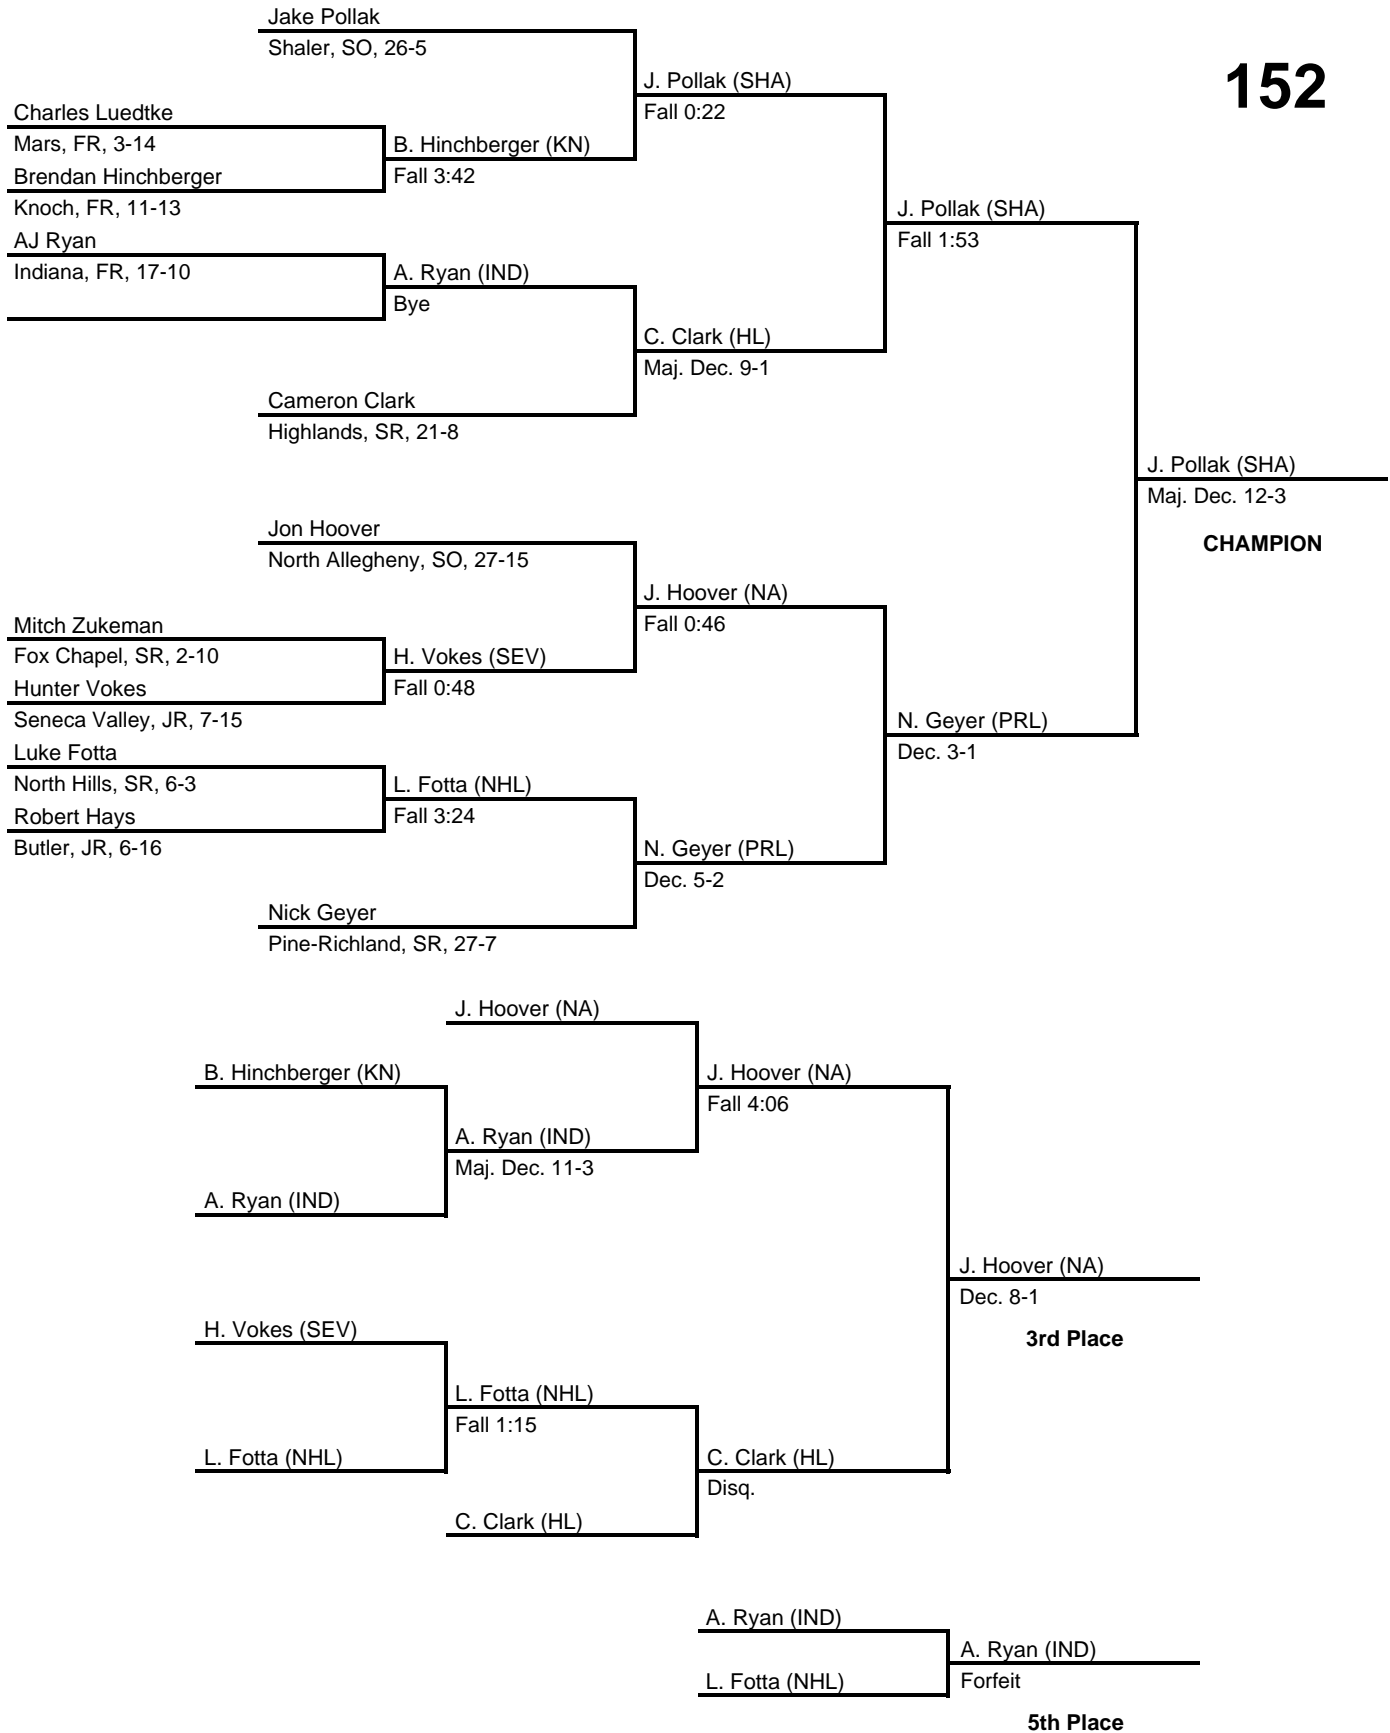 Jake Pollak
Shaler, SO, 26-5
152
J. Pollak (SHA)
Fall 0:22
Charles Luedtke
Mars, FR, 3-14
B. Hinchberger (KN)
Brendan Hinchberger
Fall 3:42
Knoch, FR, 11-13
J. Pollak (SHA)
Fall 1:53
AJ Ryan
Indiana, FR, 17-10
A. Ryan (IND)
Bye
C. Clark (HL)
Maj. Dec. 9-1
Cameron Clark
Highlands, SR, 21-8
J. Pollak (SHA)
Maj. Dec. 12-3
CHAMPION
Jon Hoover
North Allegheny, SO, 27-15
J. Hoover (NA)
Fall 0:46
Mitch Zukeman
Fox Chapel, SR, 2-10
H. Vokes (SEV)
Hunter Vokes
Fall 0:48
Seneca Valley, JR, 7-15
N. Geyer (PRL)
Dec. 3-1
Luke Fotta
North Hills, SR, 6-3
L. Fotta (NHL)
Robert Hays
Fall 3:24
Butler, JR, 6-16
N. Geyer (PRL)
Dec. 5-2
Nick Geyer
Pine-Richland, SR, 27-7
J. Hoover (NA)
B. Hinchberger (KN)
J. Hoover (NA)
Fall 4:06
A. Ryan (IND)
Maj. Dec. 11-3
A. Ryan (IND)
J. Hoover (NA)
Dec. 8-1
3rd Place
H. Vokes (SEV)
L. Fotta (NHL)
Fall 1:15
L. Fotta (NHL)
C. Clark (HL)
Disq.
C. Clark (HL)
A. Ryan (IND)
A. Ryan (IND)
L. Fotta (NHL)
Forfeit
5th Place